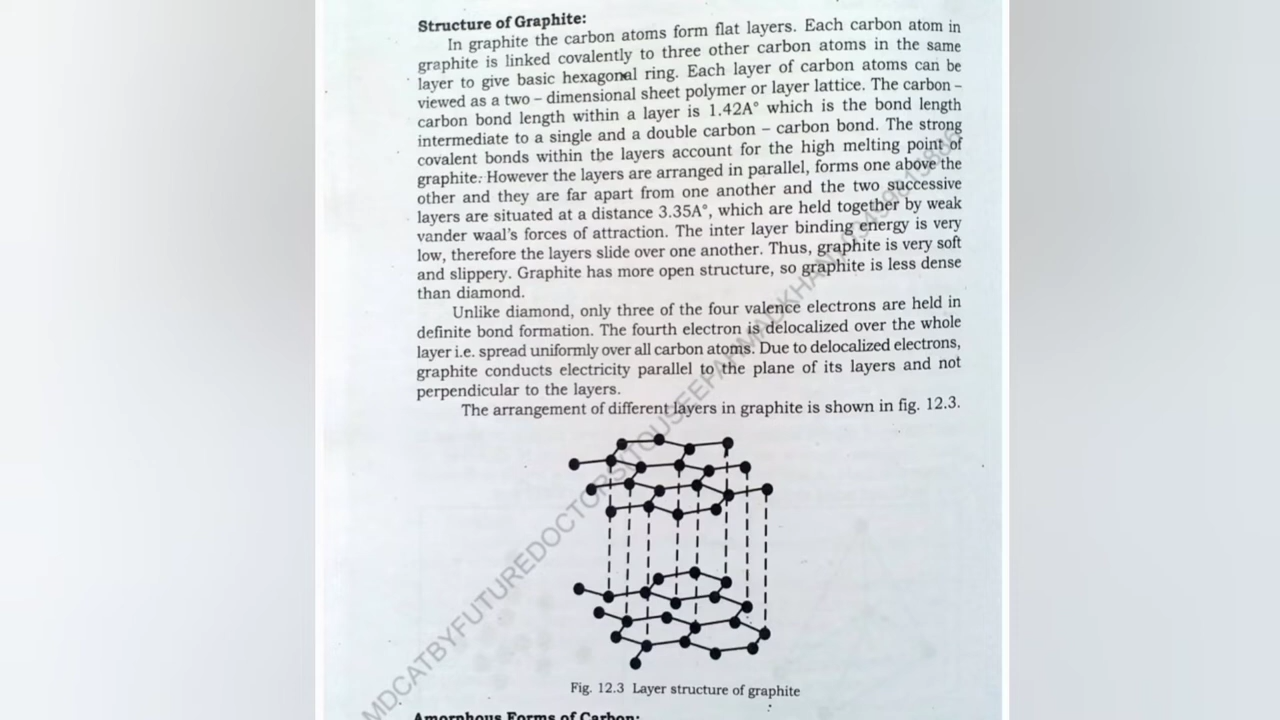 Structure of Graphite:
In graphite the carbon atoms form flat layers. Each carbon atom in
graphite is linked covalently to three other carbon atoms in the same
layer to give basic hexagonal ring. Each layer of carbon atoms can be
viewed as a two – dimensional sheet polymer or layer lattice. The carbon –
carbon bond length within a layer is 1.42A° which is the bond length
intermediate to a single and a double carbon – carbon bond. The strong
covalent bonds within the layers account for the high melting point of
graphite. However the layers are arranged in parallel, forms one above the
other and they are far apart from one another and the two successive
layers are situated at a distance 3.35A°, which are held together by weak
vander waal's forces of attraction. The inter layer binding energy is very
low, therefore the layers slide over one another. Thus, graphite is very soft
and slippery. Graphite has more open structure, so graphite is less dense
than diamond.
Unlike diamond, only three of the four valence electrons are held in
definite bond formation. The fourth electron is delocalized over the whole
layer i.e. spread uniformly over all carbon atoms. Due to delocalized electrons,
graphite conducts electricity parallel to the plane of its layers and not
perpendicular to the layers.
The arrangement of different layers in graphite is shown in fig. 12.3.
Fig. 12.3 Layer structure of graphite
Amorphous Forms of Carbon: